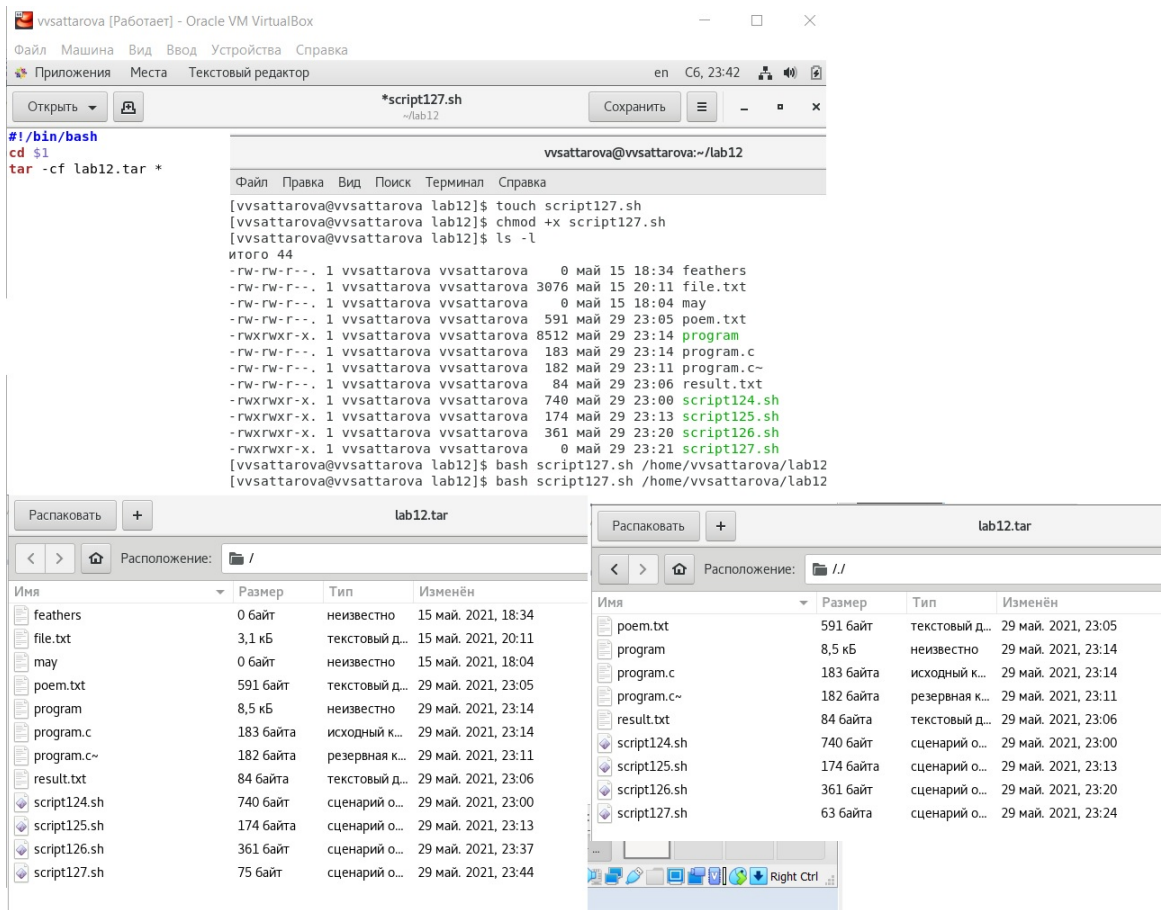 vvsattarova [Работает] - Oracle VM VirtualBox
Файл Машина Вид Ввод Устройства Справка
Приложения Места Текстовый редактор en Сб, 23:42
Открыть *script127.sh Сохранить
~/lab12
#!/bin/bash
cd $1
tar -cf lab12.tar *
vvsattarova@vvsattarova:~/lab12
Файл Правка Вид Поиск Терминал Справка
[vvsattarova@vvsattarova lab12]$ touch script127.sh
[vvsattarova@vvsattarova lab12]$ chmod +x script127.sh
[vvsattarova@vvsattarova lab12]$ ls -l
итого 44
-rw-rw-r--. 1 vvsattarova vvsattarova 0 май 15 18:34 feathers
-rw-rw-r--. 1 vvsattarova vvsattarova 3076 май 15 20:11 file.txt
-rw-rw-r--. 1 vvsattarova vvsattarova 0 май 15 18:04 may
-rw-rw-r--. 1 vvsattarova vvsattarova 591 май 29 23:05 poem.txt
-rwxrwxr-x. 1 vvsattarova vvsattarova 8512 май 29 23:14 program
-rw-rw-r--. 1 vvsattarova vvsattarova 183 май 29 23:14 program.c
-rw-rw-r--. 1 vvsattarova vvsattarova 182 май 29 23:11 program.c~
-rw-rw-r--. 1 vvsattarova vvsattarova 84 май 29 23:06 result.txt
-rwxrwxr-x. 1 vvsattarova vvsattarova 740 май 29 23:00 script124.sh
-rwxrwxr-x. 1 vvsattarova vvsattarova 174 май 29 23:13 script125.sh
-rwxrwxr-x. 1 vvsattarova vvsattarova 361 май 29 23:20 script126.sh
-rwxrwxr-x. 1 vvsattarova vvsattarova 0 май 29 23:21 script127.sh
[vvsattarova@vvsattarova lab12]$ bash script127.sh /home/vvsattarova/lab12
[vvsattarova@vvsattarova lab12]$ bash script127.sh /home/vvsattarova/lab12
Распаковать + lab12.tar
Расположение: /
Имя Размер Тип Изменён
feathers 0 байт неизвестно 15 май. 2021, 18:34
file.txt 3,1 кБ текстовый д... 15 май. 2021, 20:11
may 0 байт неизвестно 15 май. 2021, 18:04
poem.txt 591 байт текстовый д... 29 май. 2021, 23:05
program 8,5 кБ неизвестно 29 май. 2021, 23:14
program.c 183 байта исходный к... 29 май. 2021, 23:14
program.c~ 182 байта резервная к... 29 май. 2021, 23:11
result.txt 84 байта текстовый д... 29 май. 2021, 23:06
script124.sh 740 байт сценарий о... 29 май. 2021, 23:00
script125.sh 174 байта сценарий о... 29 май. 2021, 23:13
script126.sh 361 байт сценарий о... 29 май. 2021, 23:37
script127.sh 75 байт сценарий о... 29 май. 2021, 23:44
Распаковать + lab12.tar
Расположение: /./
Имя Размер Тип Изменён
poem.txt 591 байт текстовый д... 29 май. 2021, 23:05
program 8,5 кБ неизвестно 29 май. 2021, 23:14
program.c 183 байта исходный к... 29 май. 2021, 23:14
program.c~ 182 байта резервная к... 29 май. 2021, 23:11
result.txt 84 байта текстовый д... 29 май. 2021, 23:06
script124.sh 740 байт сценарий о... 29 май. 2021, 23:00
script125.sh 174 байта сценарий о... 29 май. 2021, 23:13
script126.sh 361 байт сценарий о... 29 май. 2021, 23:20
script127.sh 63 байта сценарий о... 29 май. 2021, 23:24
...
Right Ctrl